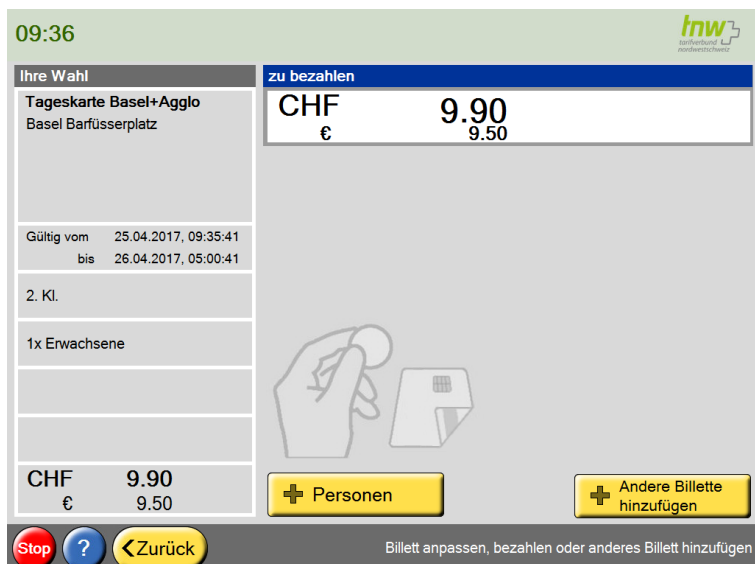 09:36
tnw
tarifverbund
nordwestschweiz
Ihre Wahl
Tageskarte Basel+Agglo
Basel Barfüsserplatz
Gültig vom 25.04.2017, 09:35:41
bis 26.04.2017, 05:00:41
2. Kl.
1x Erwachsene
CHF 9.90
€ 9.50
zu bezahlen
CHF 9.90
€ 9.50
Personen
Andere Billette
hinzufügen
Stop
?
Zurück
Billett anpassen, bezahlen oder anderes Billett hinzufügen